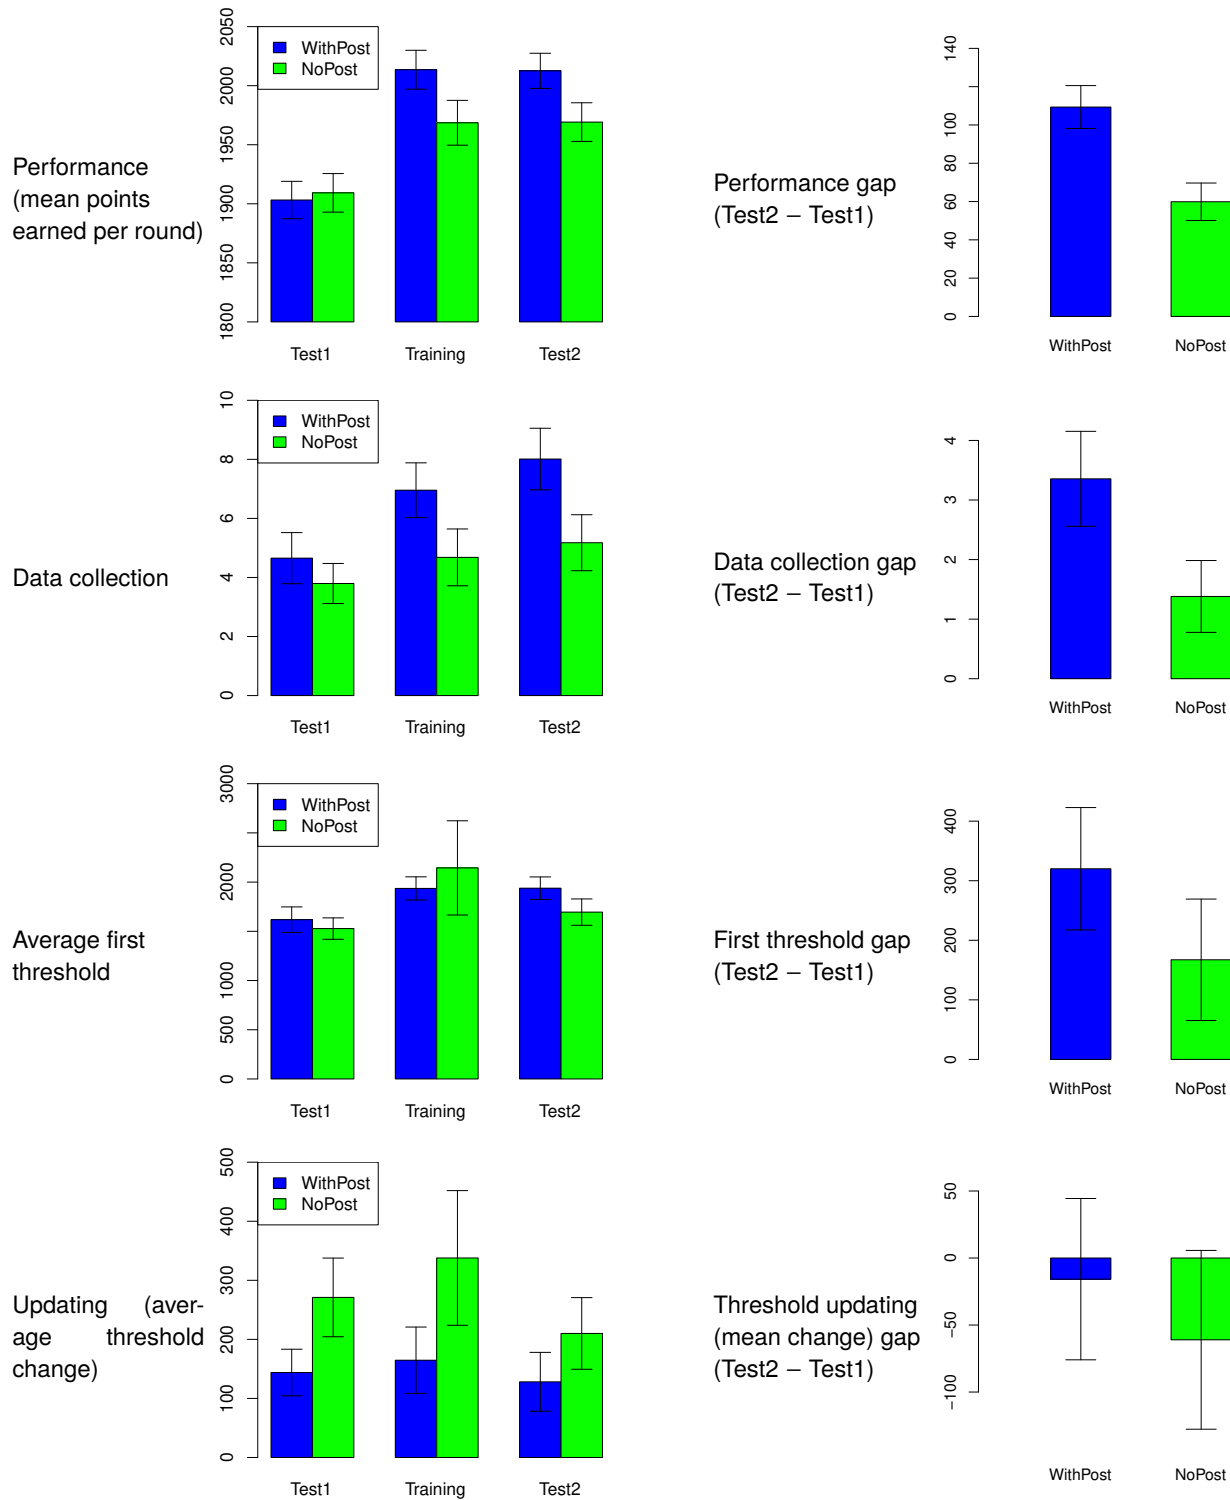 Performance
(mean points
earned per round)
1800 1850 1900 1950 2000 2050
WithPost
NoPost
Test1 Training Test2
Performance gap
(Test2 − Test1)
0 20 40 60 80 100 140
WithPost NoPost
Data collection
0 2 4 6 8 10
WithPost
NoPost
Test1 Training Test2
Data collection gap
(Test2 − Test1)
0 1 2 3 4
WithPost NoPost
Average first
threshold
0 500 1000 2000 3000
WithPost
NoPost
Test1 Training Test2
First threshold gap
(Test2 − Test1)
0 100 200 300 400
WithPost NoPost
Updating (aver-
age threshold
change)
0 100 200 300 400 500
WithPost
NoPost
Test1 Training Test2
Threshold updating
(mean change) gap
(Test2 − Test1)
−100 −50 0 50
WithPost NoPost